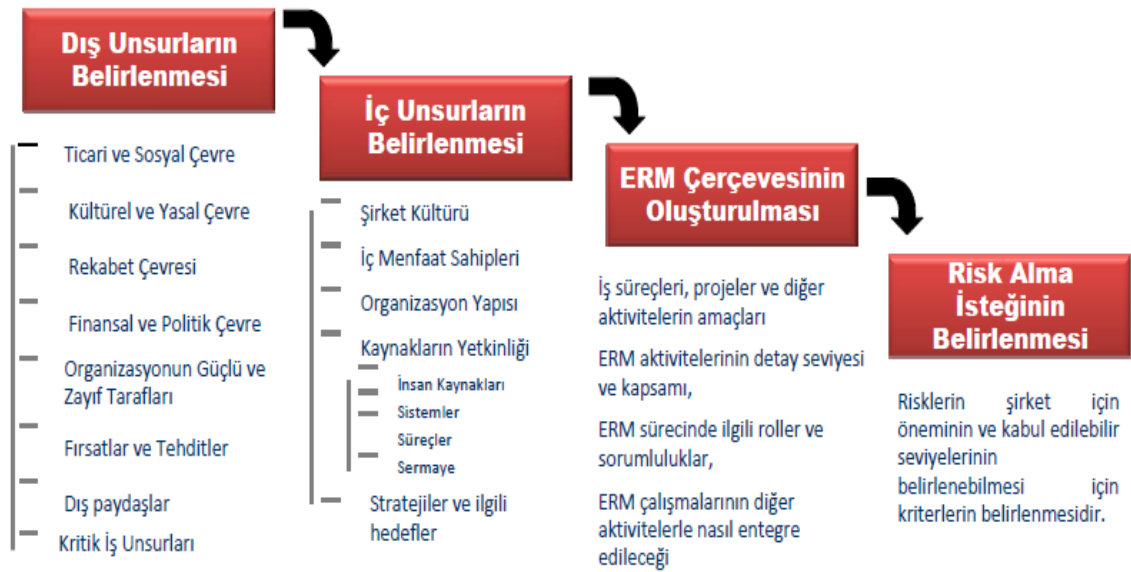 Dış Unsurların
Belirlenmesi
Ticari ve Sosyal Çevre
Kültürel ve Yasal Çevre
Rekabet Çevresi
Finansal ve Politik Çevre
Organizasyonun Güçlü ve
Zayıf Tarafları
Fırsatlar ve Tehditler
Dış paydaşlar
Kritik İş Unsurları
İç Unsurların
Belirlenmesi
Şirket Kültürü
İç Menfaat Sahipleri
Organizasyon Yapısı
Kaynakların Yetkinliği
İnsan Kaynakları
Sistemler
Süreçler
Sermaye
Stratejiler ve ilgili
hedefler
ERM Çerçevesinin
Oluşturulması
İş süreçleri, projeler ve diğer
aktivitelerin amaçları
ERM aktivitelerinin detay seviyesi
ve kapsamı,
ERM sürecinde ilgili roller ve
sorumluluklar,
ERM çalışmalarının diğer
aktivitelerle nasıl entegre
edileceği
Risk Alma
İsteğinin
Belirlenmesi
Risklerin şirket için
öneminin ve kabul edilebilir
seviyelerinin
belirlenebilmesi için
kriterlerin belirlenmesidir.